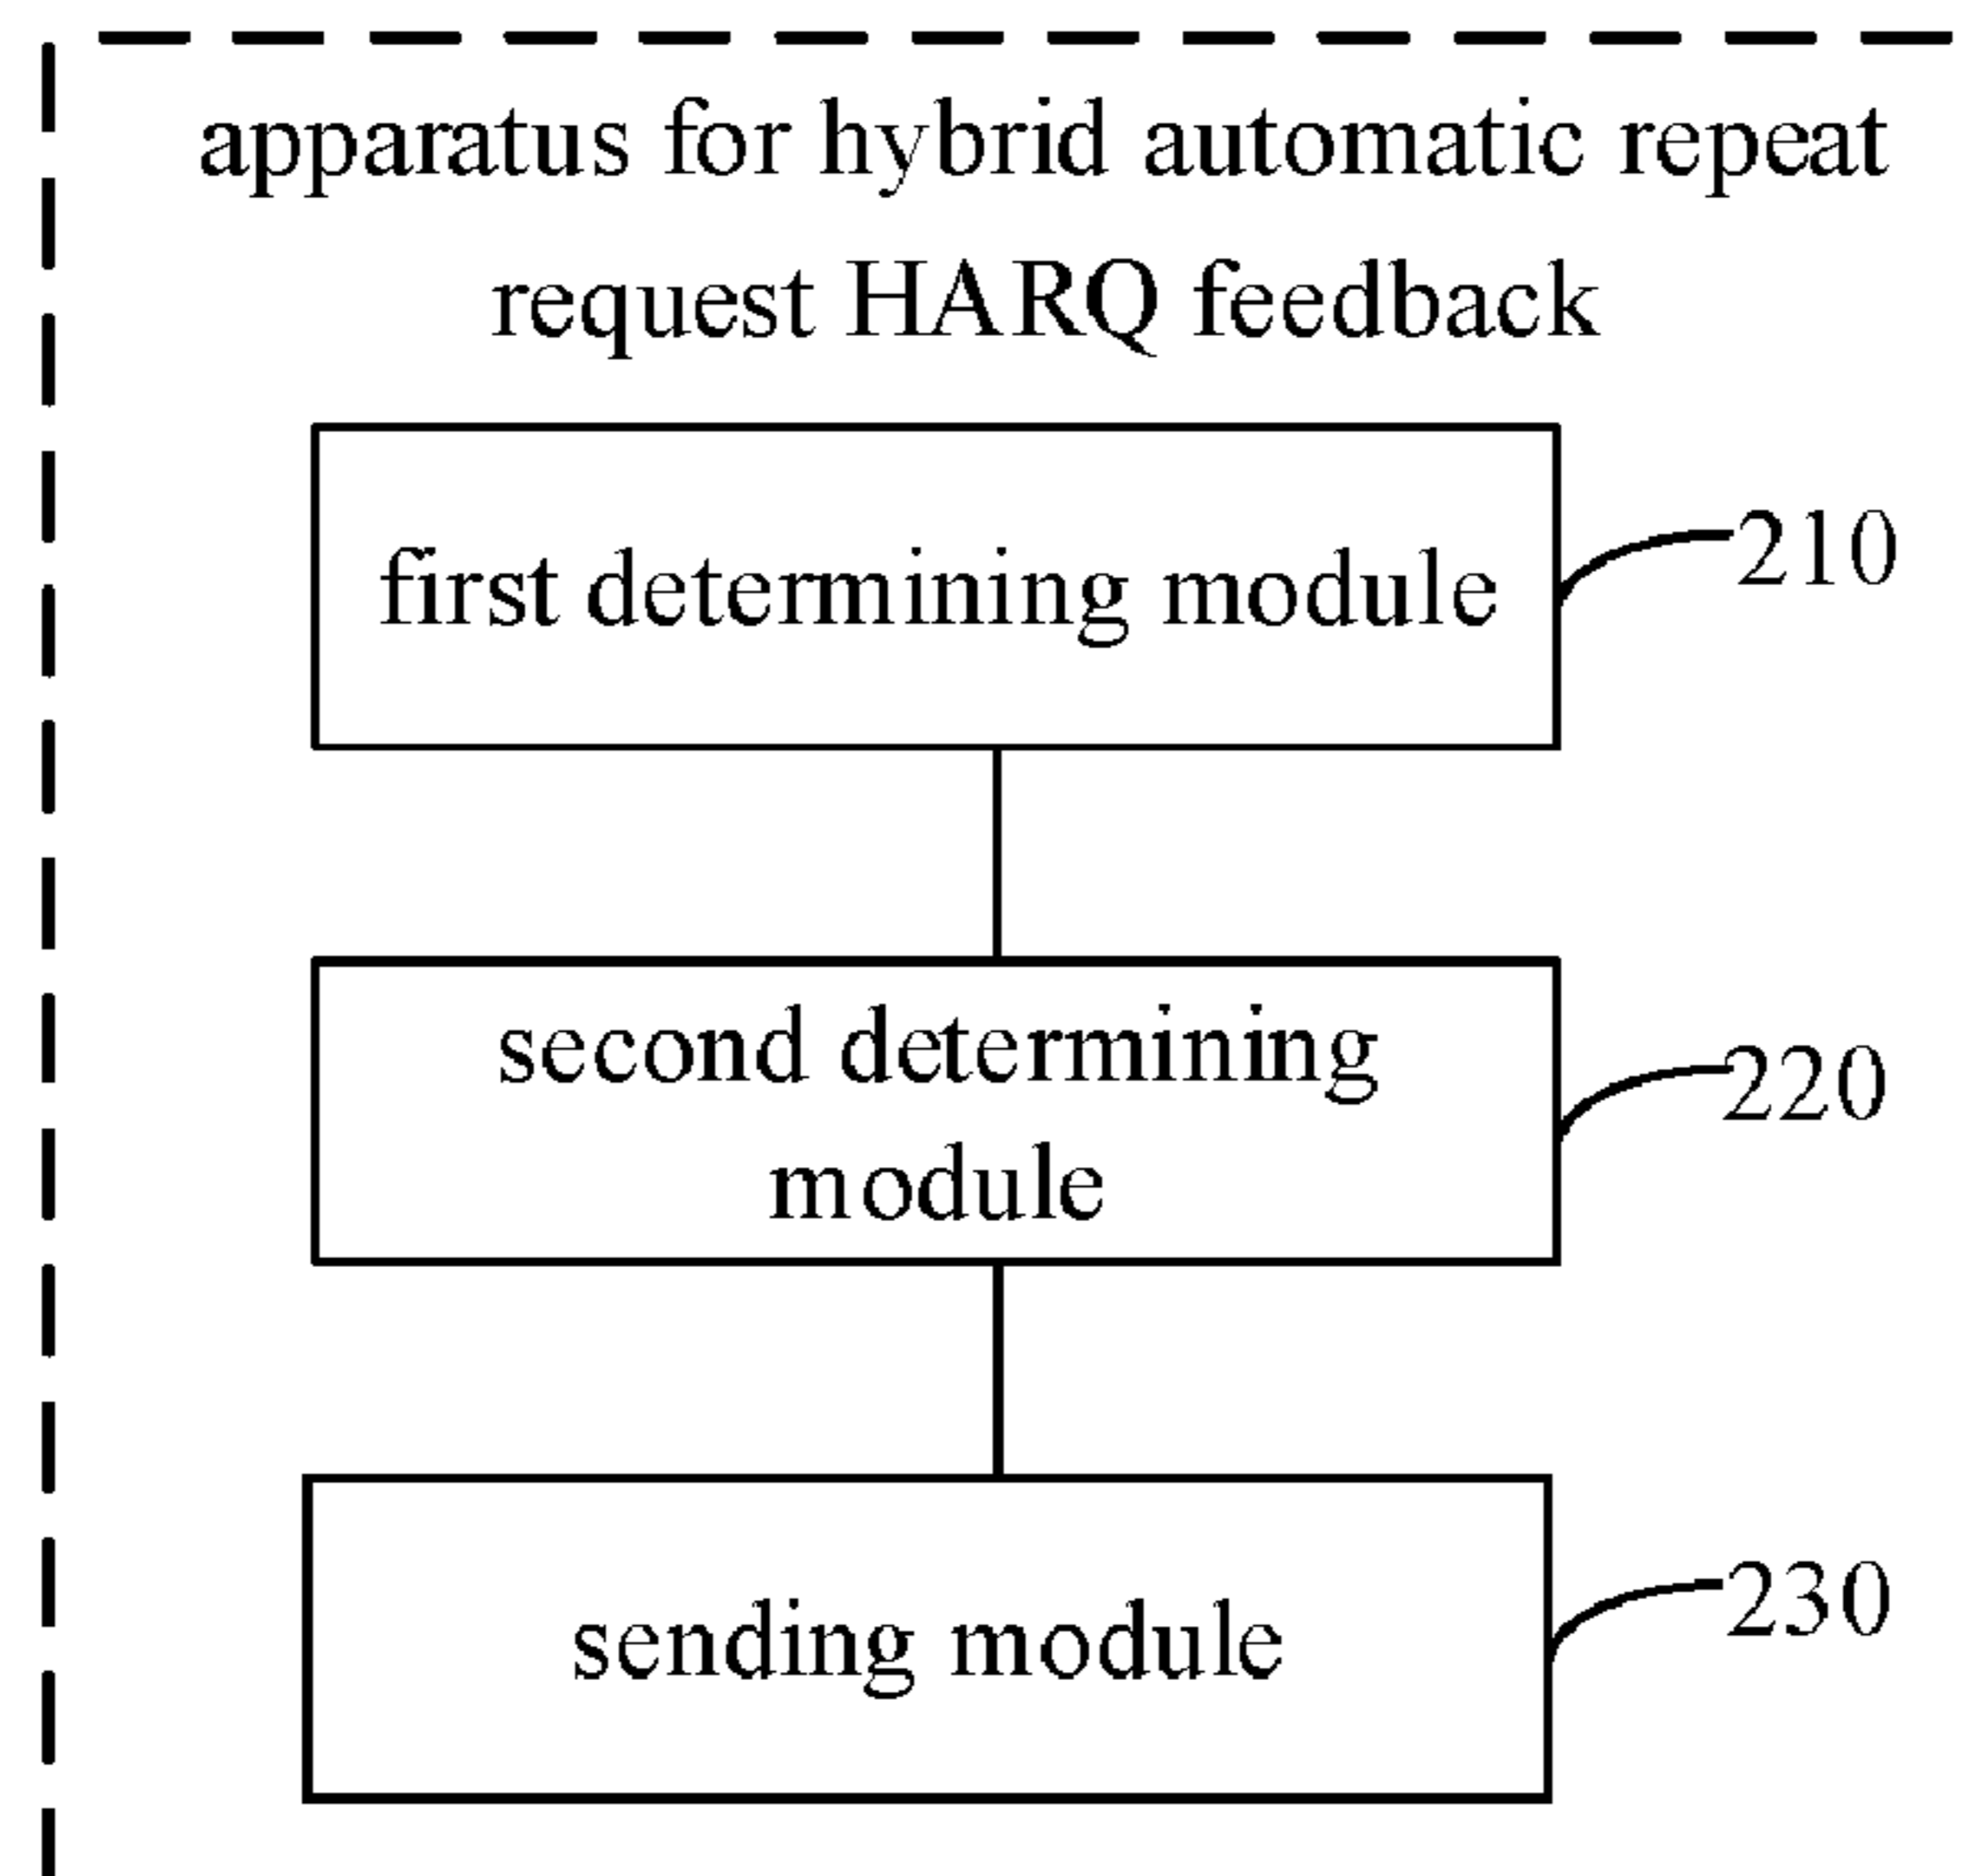 apparatus for hybrid automatic repeat
request HARQ feedback
first determining module
210
second determining
module
220
sending module
230